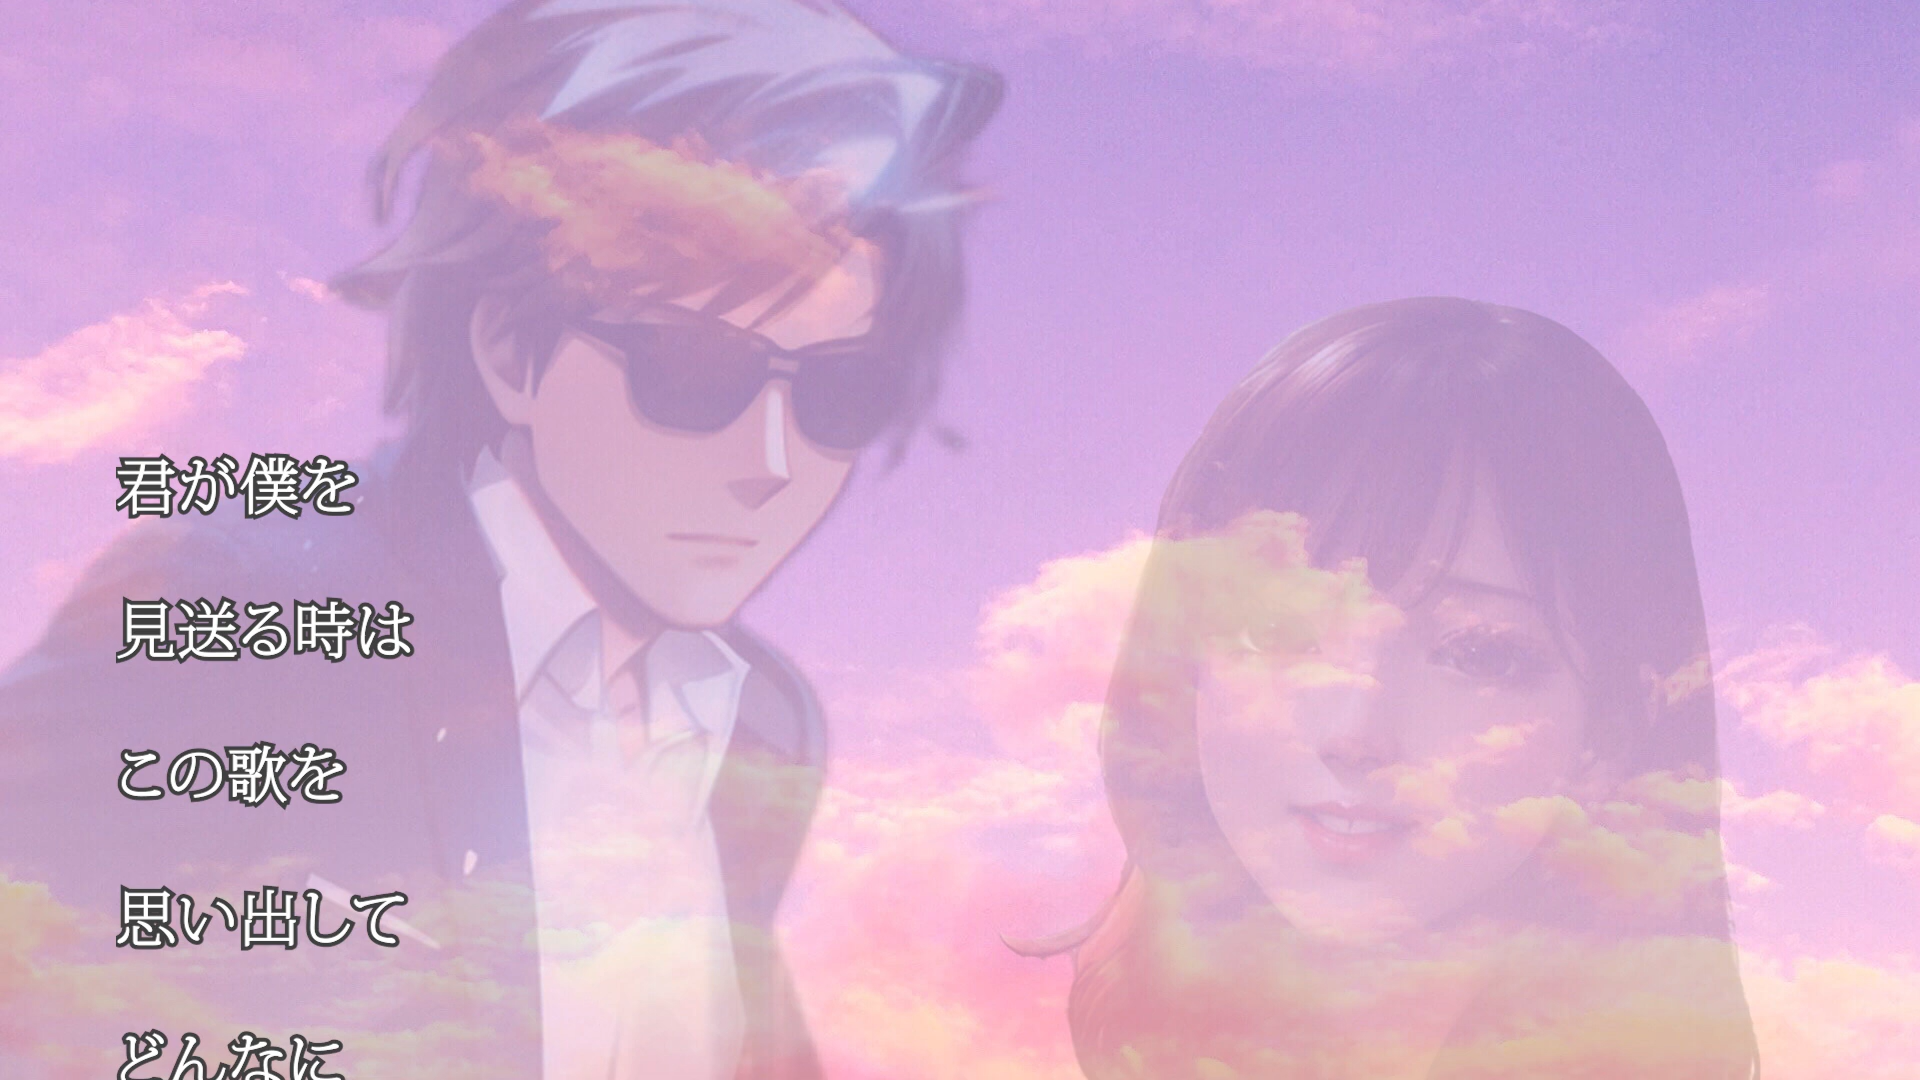 君が僕を
見送る時は
この歌を
思い出して
どんなに